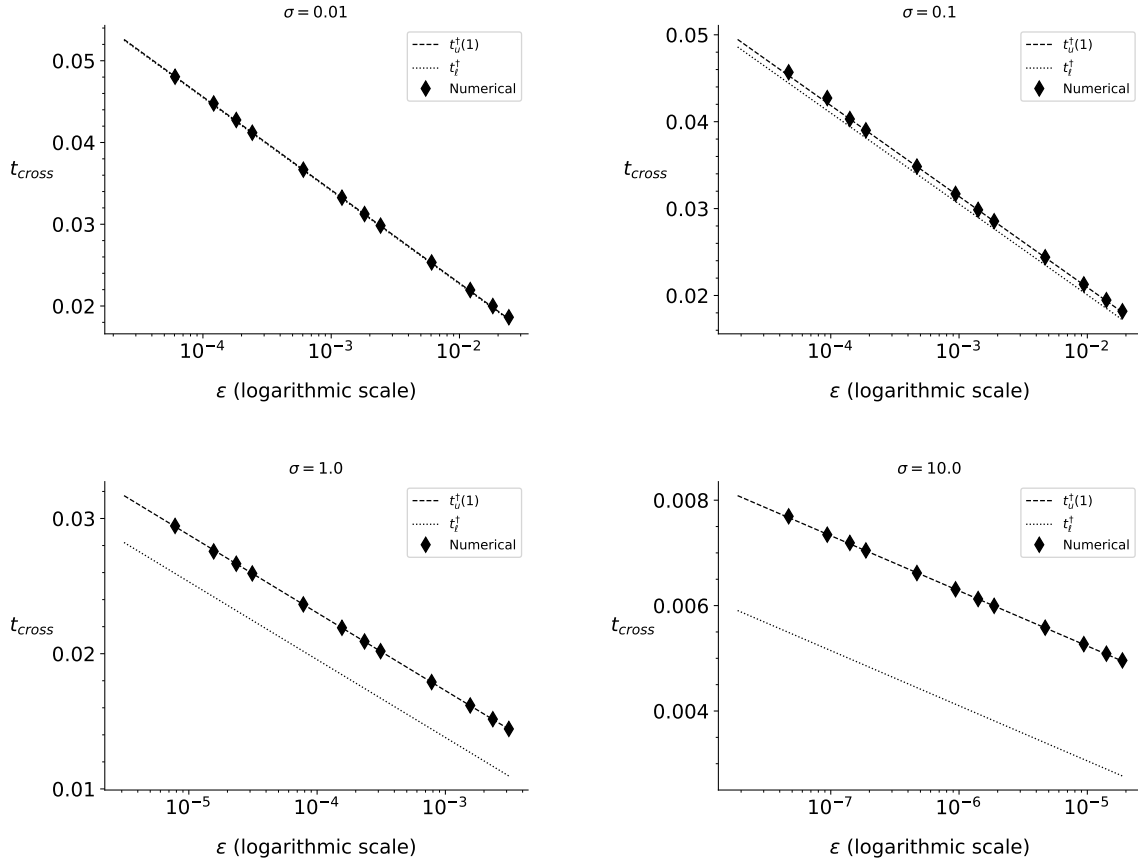 σ = 0.01
0.05
0.04
0.03
0.02
t_cross
10⁻⁴
10⁻³
10⁻²
ε (logarithmic scale)
t_u^†(1)
t_ℓ^†
Numerical
σ = 0.1
0.05
0.04
0.03
0.02
t_cross
10⁻⁴
10⁻³
10⁻²
ε (logarithmic scale)
t_u^†(1)
t_ℓ^†
Numerical
σ = 1.0
0.03
0.02
0.01
t_cross
10⁻⁵
10⁻⁴
10⁻³
ε (logarithmic scale)
t_u^†(1)
t_ℓ^†
Numerical
σ = 10.0
0.008
0.006
0.004
t_cross
10⁻⁷
10⁻⁶
10⁻⁵
ε (logarithmic scale)
t_u^†(1)
t_ℓ^†
Numerical